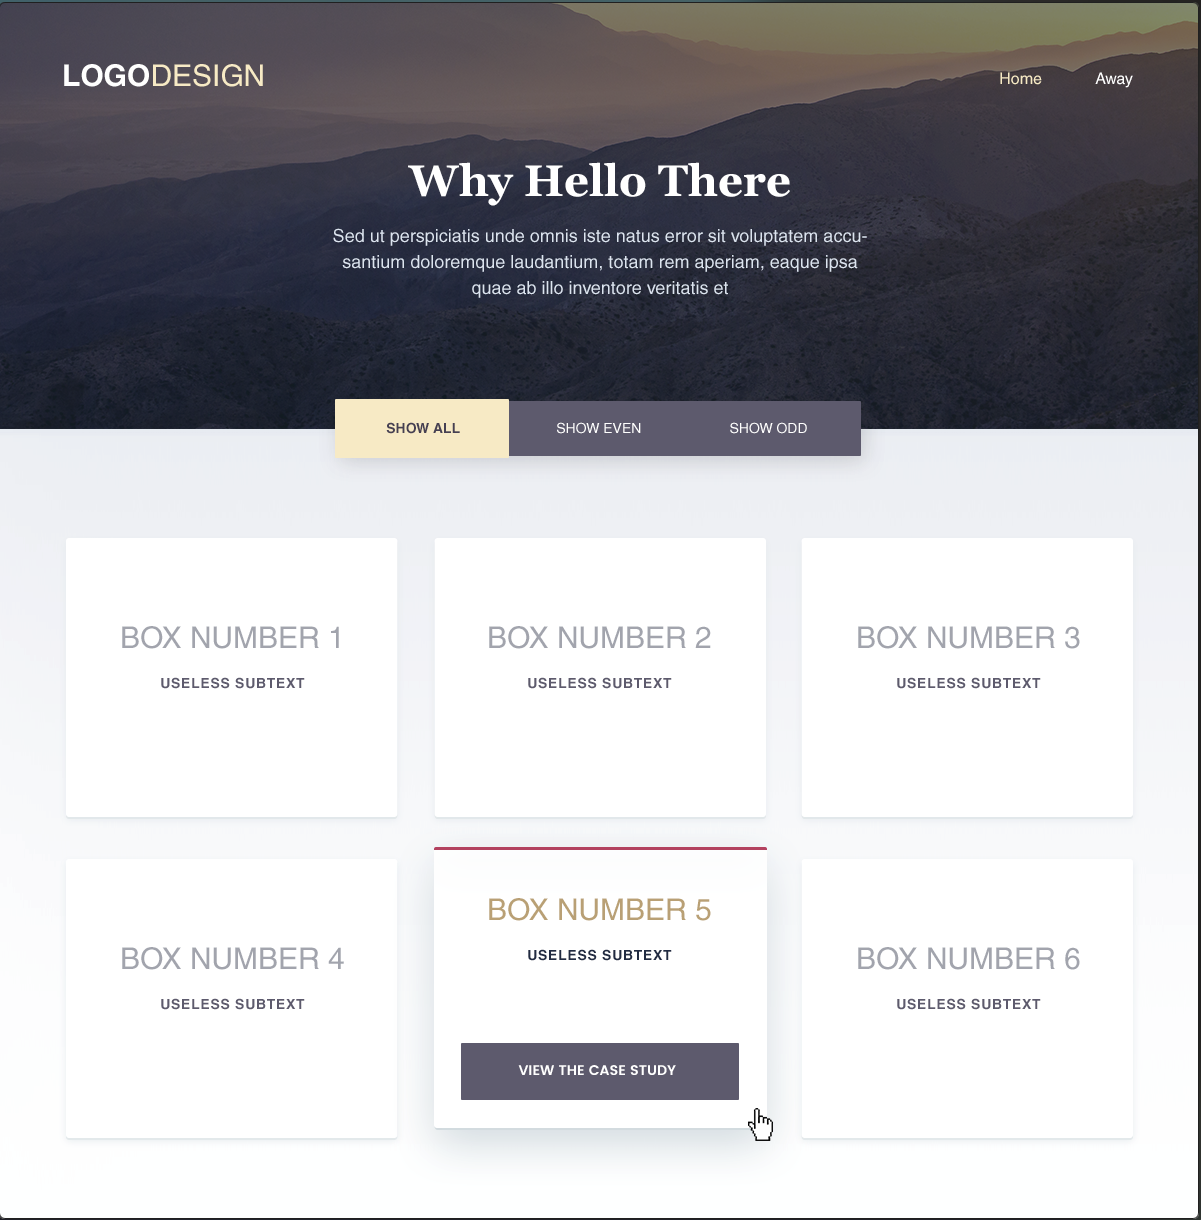 LOGODESIGN
Home
Away
Why Hello There
Sed ut perspiciatis unde omnis iste natus error sit voluptatem accu-
santium doloremque laudantium, totam rem aperiam, eaque ipsa
quae ab illo inventore veritatis et
SHOW ALL
SHOW EVEN
SHOW ODD
BOX NUMBER 1
USELESS SUBTEXT
BOX NUMBER 2
USELESS SUBTEXT
BOX NUMBER 3
USELESS SUBTEXT
BOX NUMBER 4
USELESS SUBTEXT
BOX NUMBER 5
USELESS SUBTEXT
VIEW THE CASE STUDY
BOX NUMBER 6
USELESS SUBTEXT